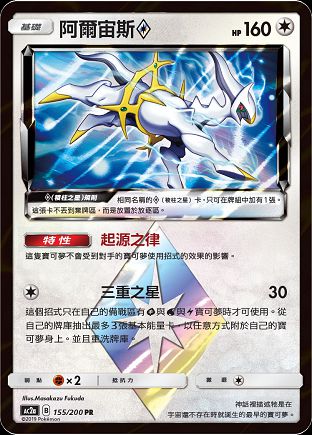 基礎 阿爾宙斯◇ HP 160
◇(稜柱之星)規則 相同名稱的◇(稜柱之星)卡,只可在牌組中加有1張。
這張卡不丟到棄牌區,而是放置於放逐區。
特性 起源之律
這隻寶可夢不會受到對手的寶可夢使用招式的效果的影響。
三重之星 30
這個招式只在自己的備戰區有 與 與 寶可夢時才可使用。從
自己的牌庫抽出最多3張基本能量卡,以任意方式附於自己的寶可
夢身上。並且重洗牌庫。
弱點 ×2 抵抗力 撤退
Illus.Masakazu Fukuda
AC2a B 155/200 PR
©2019 Pokémon
神話裡描述牠是在
宇宙還不存在時就誕生的最早的寶可夢。